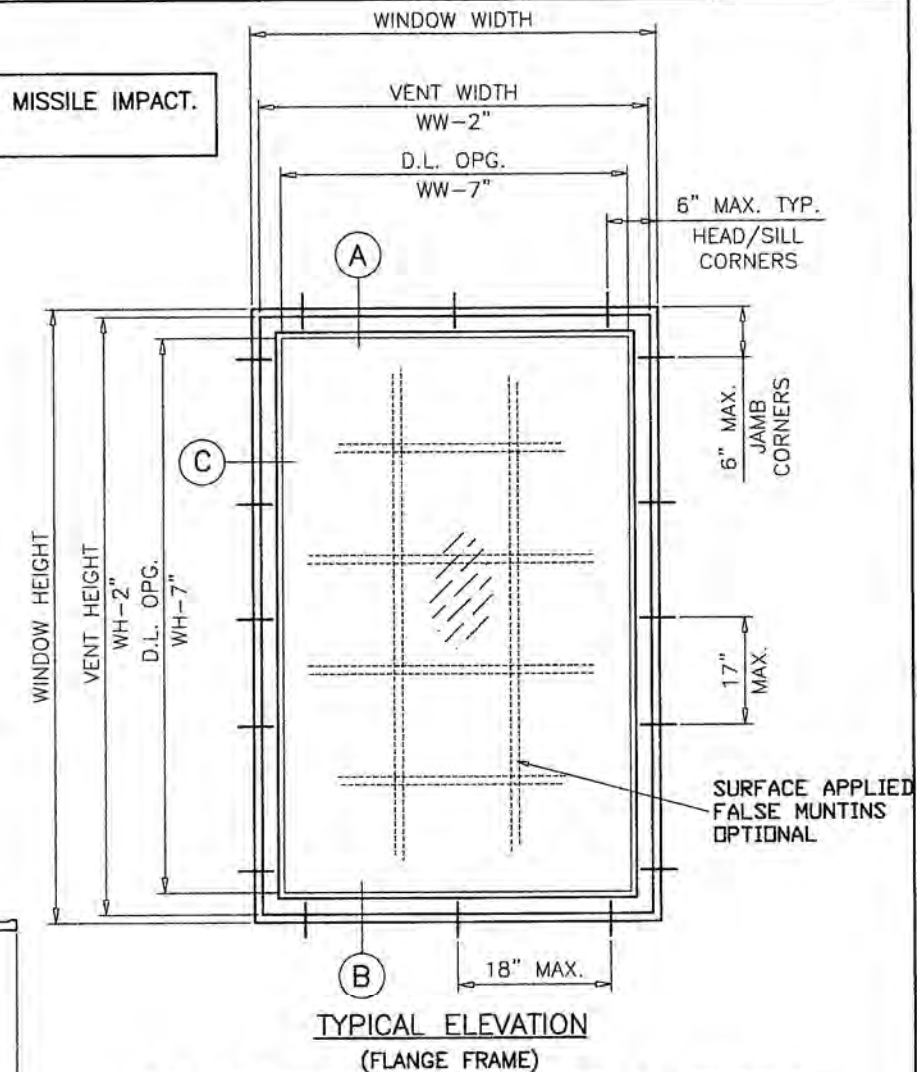 WINDOW WIDTH
MISSILE IMPACT.
VENT WIDTH
WW-2"
D.L. OPG.
WW-7"
6" MAX. TYP.
HEAD/SILL
CORNERS
A
C
6" MAX.
JAMB
CORNERS
WINDOW HEIGHT
VENT HEIGHT
WH-2"
D.L. OPG.
WH-7"
17"
MAX.
SURFACE APPLIED
FALSE MUNTINS
OPTIONAL
B
18" MAX.
TYPICAL ELEVATION
(FLANGE FRAME)